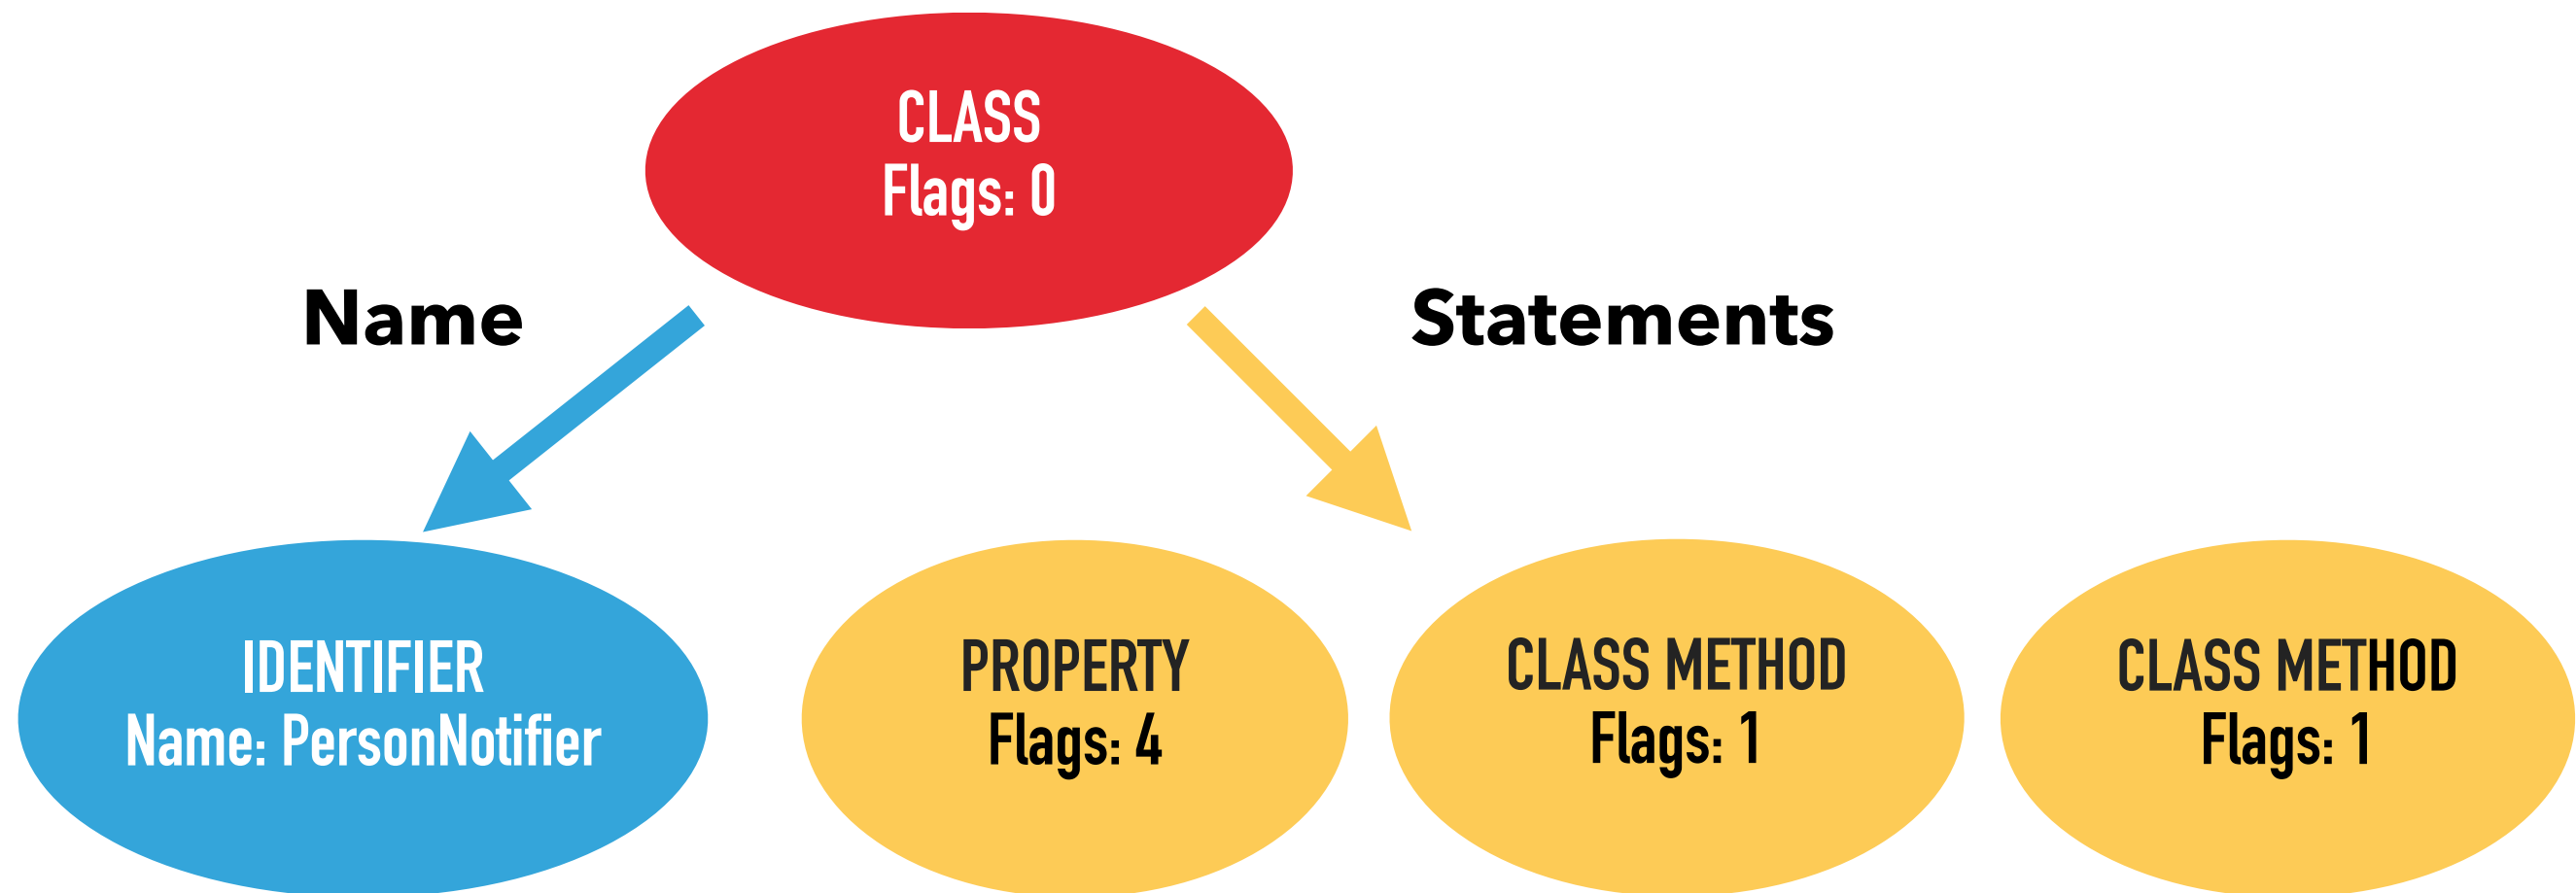 CLASS
Flags: 0
Name
Statements
IDENTIFIER
Name: PersonNotifier
PROPERTY
Flags: 4
CLASS METHOD
Flags: 1
CLASS METHOD
Flags: 1